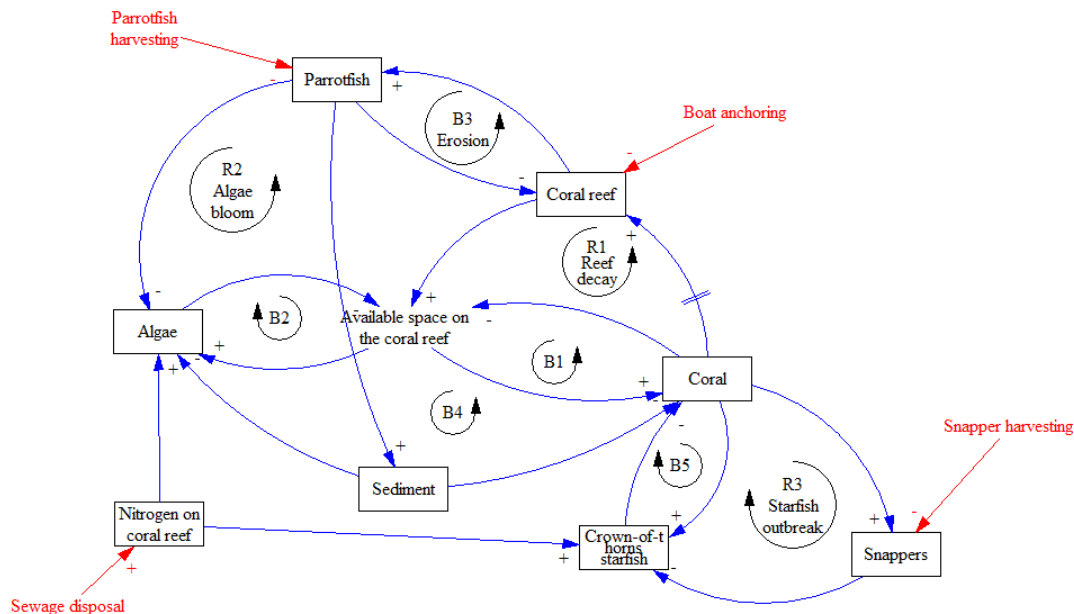 Parrotfish
harvesting
-
Parrotfish
+
B3
Erosion
Boat anchoring
-
-
Coral reef
R2
Algae
bloom
+
R1
Reef
decay
-
+
-
Available space on
the coral reef
-
Algae
B2
+
-
+
B1
+
-
Coral
B4
-
Snapper harvesting
+
Sediment
B5
R3
Starfish
outbreak
Nitrogen on
coral reef
+
+
-
Crown-of-t
horns
starfish
Snappers
+
-
+
Sewage disposal